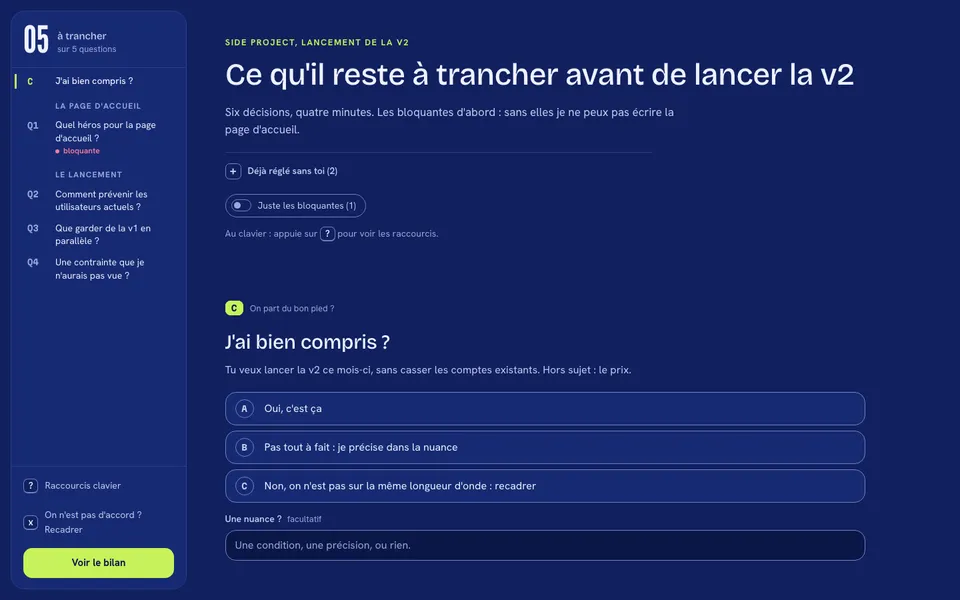 05
à trancher
sur 5 questions
C J'ai bien compris ?
LA PAGE D'ACCUEIL
Q1 Quel héros pour la page
d'accueil ?
bloquante
LE LANCEMENT
Q2 Comment prévenir les
utilisateurs actuels ?
Q3 Que garder de la v1 en
parallèle ?
Q4 Une contrainte que je
n'aurais pas vue ?
? Raccourcis clavier
x On n'est pas d'accord ?
Recadrer
Voir le bilan
SIDE PROJECT, LANCEMENT DE LA V2
Ce qu'il reste à trancher avant de lancer la v2
Six décisions, quatre minutes. Les bloquantes d'abord : sans elles je ne peux pas écrire la
page d'accueil.
+ Déjà réglé sans toi (2)
Juste les bloquantes (1)
Au clavier : appuie sur ? pour voir les raccourcis.
C On part du bon pied ?
J'ai bien compris ?
Tu veux lancer la v2 ce mois-ci, sans casser les comptes existants. Hors sujet : le prix.
A Oui, c'est ça
B Pas tout à fait : je précise dans la nuance
C Non, on n'est pas sur la même longueur d'onde : recadrer
Une nuance ? facultatif
Une condition, une précision, ou rien.